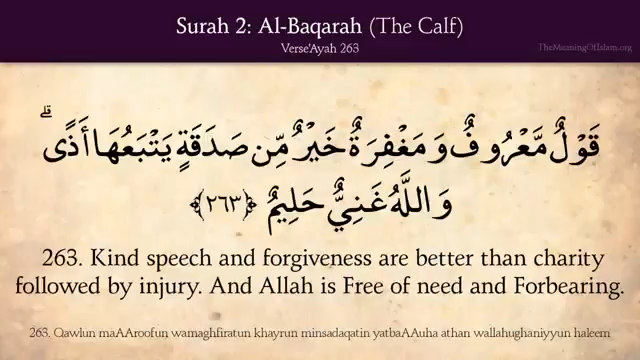 Surah 2: Al-Baqarah (The Calf)
Verse'Ayah 263
TheMeaningOfIslam.org
قَوْلٌ مَّعْرُوفٌ وَمَغْفِرَةٌ خَيْرٌ مِّن صَدَقَةٍ يَتْبَعُهَا أَذًى ۗ
وَاللَّهُ غَنِيٌّ حَلِيمٌ ﴿٢٦٣﴾
263. Kind speech and forgiveness are better than charity
followed by injury. And Allah is Free of need and Forbearing.
263. Qawlun maAAroofun wamaghfiratun khayrun minsadaqatin yatbaAAuha athan wallahughaniyyun haleem